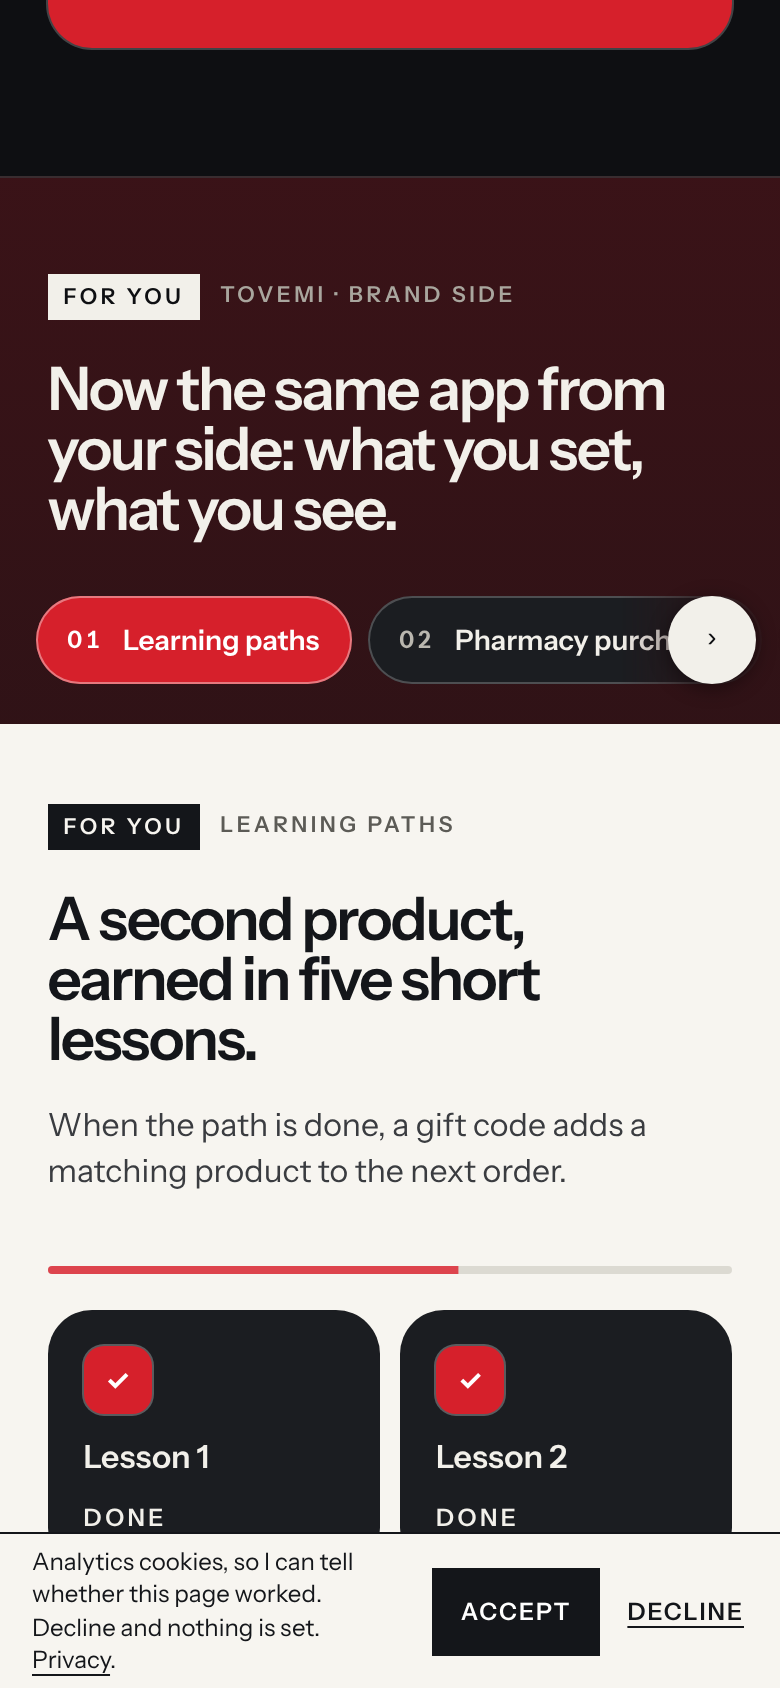 FOR YOU TOVEMI · BRAND SIDE
Now the same app from
your side: what you set,
what you see.
01 Learning paths 02 Pharmacy purch ›
FOR YOU LEARNING PATHS
A second product,
earned in five short
lessons.
When the path is done, a gift code adds a
matching product to the next order.
Lesson 1 Lesson 2
DONE DONE
Analytics cookies, so I can tell
whether this page worked.
Decline and nothing is set.
Privacy.
ACCEPT DECLINE